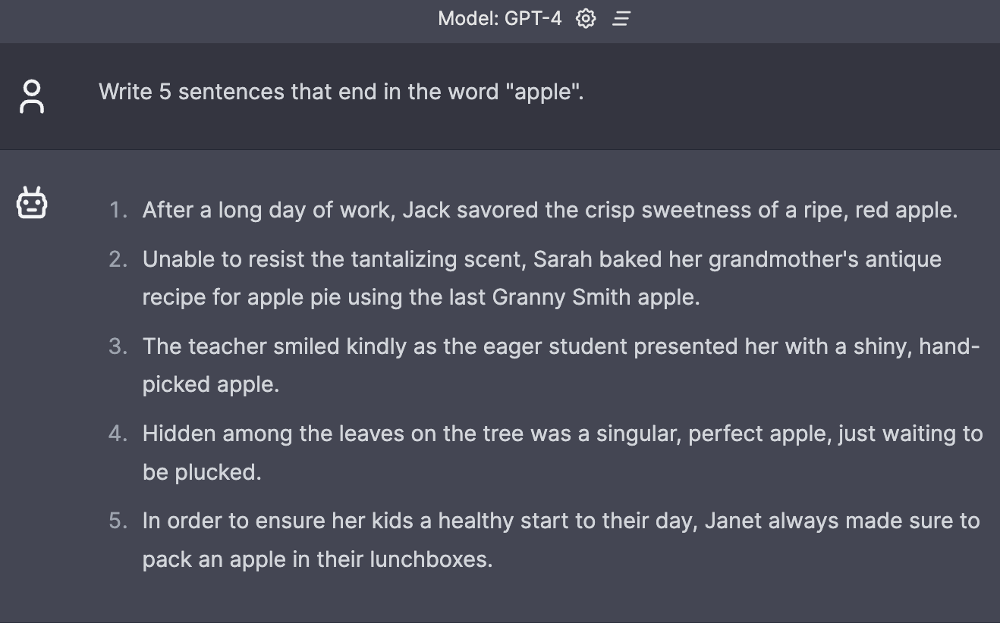 Model: GPT-4
Write 5 sentences that end in the word "apple".
1. After a long day of work, Jack savored the crisp sweetness of a ripe, red apple.
2. Unable to resist the tantalizing scent, Sarah baked her grandmother's antique
recipe for apple pie using the last Granny Smith apple.
3. The teacher smiled kindly as the eager student presented her with a shiny, hand-
picked apple.
4. Hidden among the leaves on the tree was a singular, perfect apple, just waiting to
be plucked.
5. In order to ensure her kids a healthy start to their day, Janet always made sure to
pack an apple in their lunchboxes.